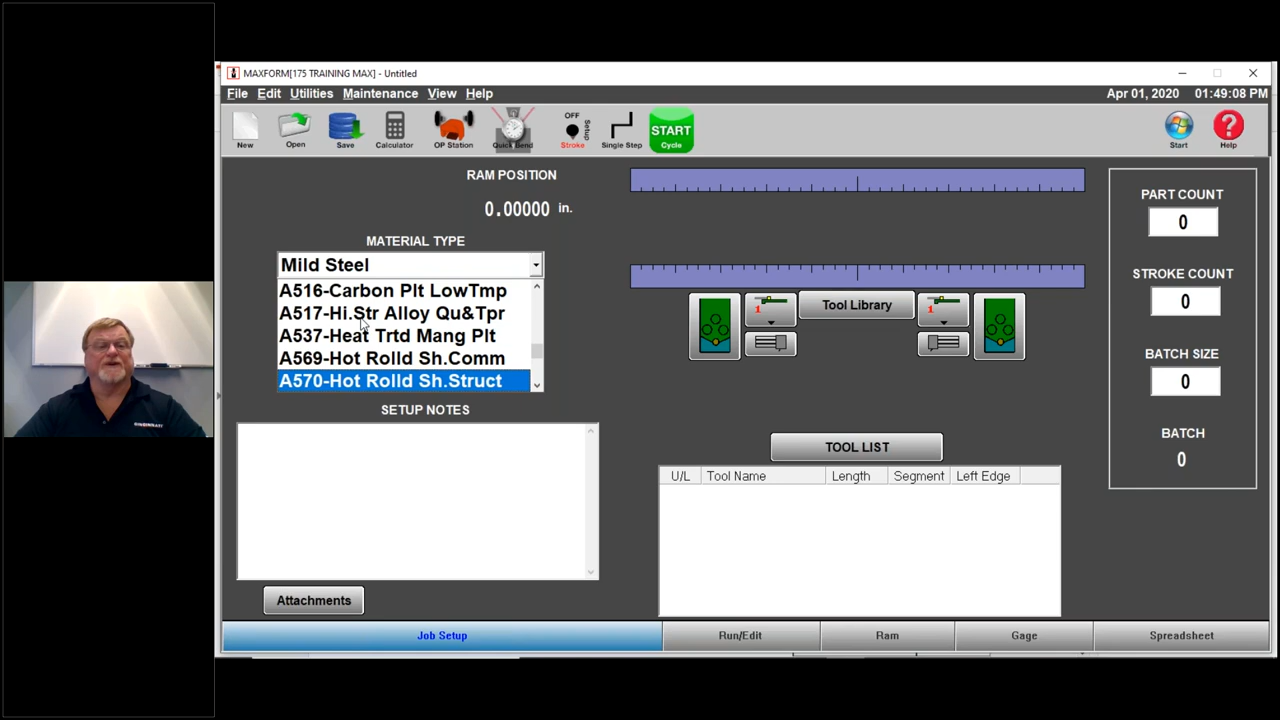 MAXFORM[175 TRAINING MAX] - Untitled
File Edit Utilities Maintenance View Help
Apr 01, 2020 01:49:08 PM
New Open Save Calculator OP Station Quick Bend
OFF
Setup
Stroke
Single Step
START
Cycle
Start
Help
RAM POSITION
0.00000 in.
MATERIAL TYPE
Mild Steel
A516-Carbon Plt LowTmp
A517-Hi.Str Alloy Qu&Tpr
A537-Heat Trtd Mang Plt
A569-Hot Rolld Sh.Comm
A570-Hot Rolld Sh.Struct
SETUP NOTES
Attachments
1
Tool Library
1
TOOL LIST
U/L Tool Name Length Segment Left Edge
PART COUNT
0
STROKE COUNT
0
BATCH SIZE
0
BATCH
0
Job Setup Run/Edit Ram Gage Spreadsheet
CINCINNATI